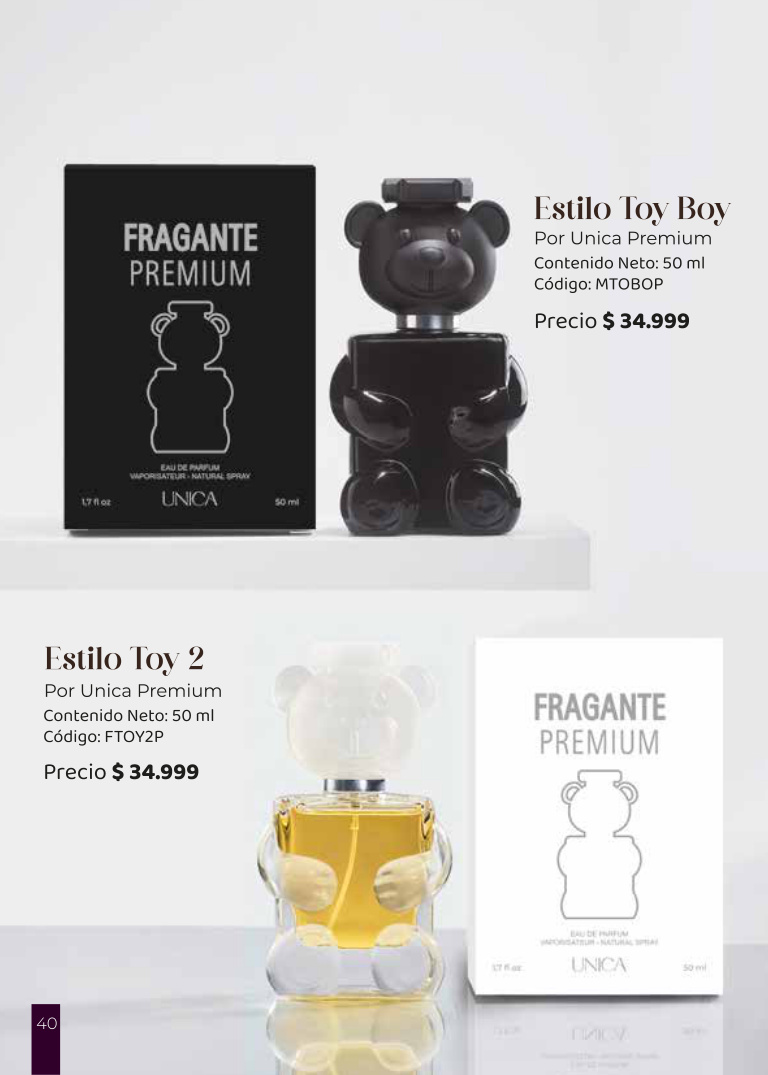 FRAGANTE
PREMIUM
EAU DE PARFUM
VAPORISATEUR - NATURAL SPRAY
1,7 fl oz UNICA 50 ml
Estilo Toy Boy
Por Unica Premium
Contenido Neto: 50 ml
Código: MTOBOP
Precio $ 34.999
Estilo Toy 2
Por Unica Premium
Contenido Neto: 50 ml
Código: FTOY2P
Precio $ 34.999
FRAGANTE
PREMIUM
EAU DE PARFUM
VAPORISATEUR - NATURAL SPRAY
1,7 fl oz UNICA 50 ml
40